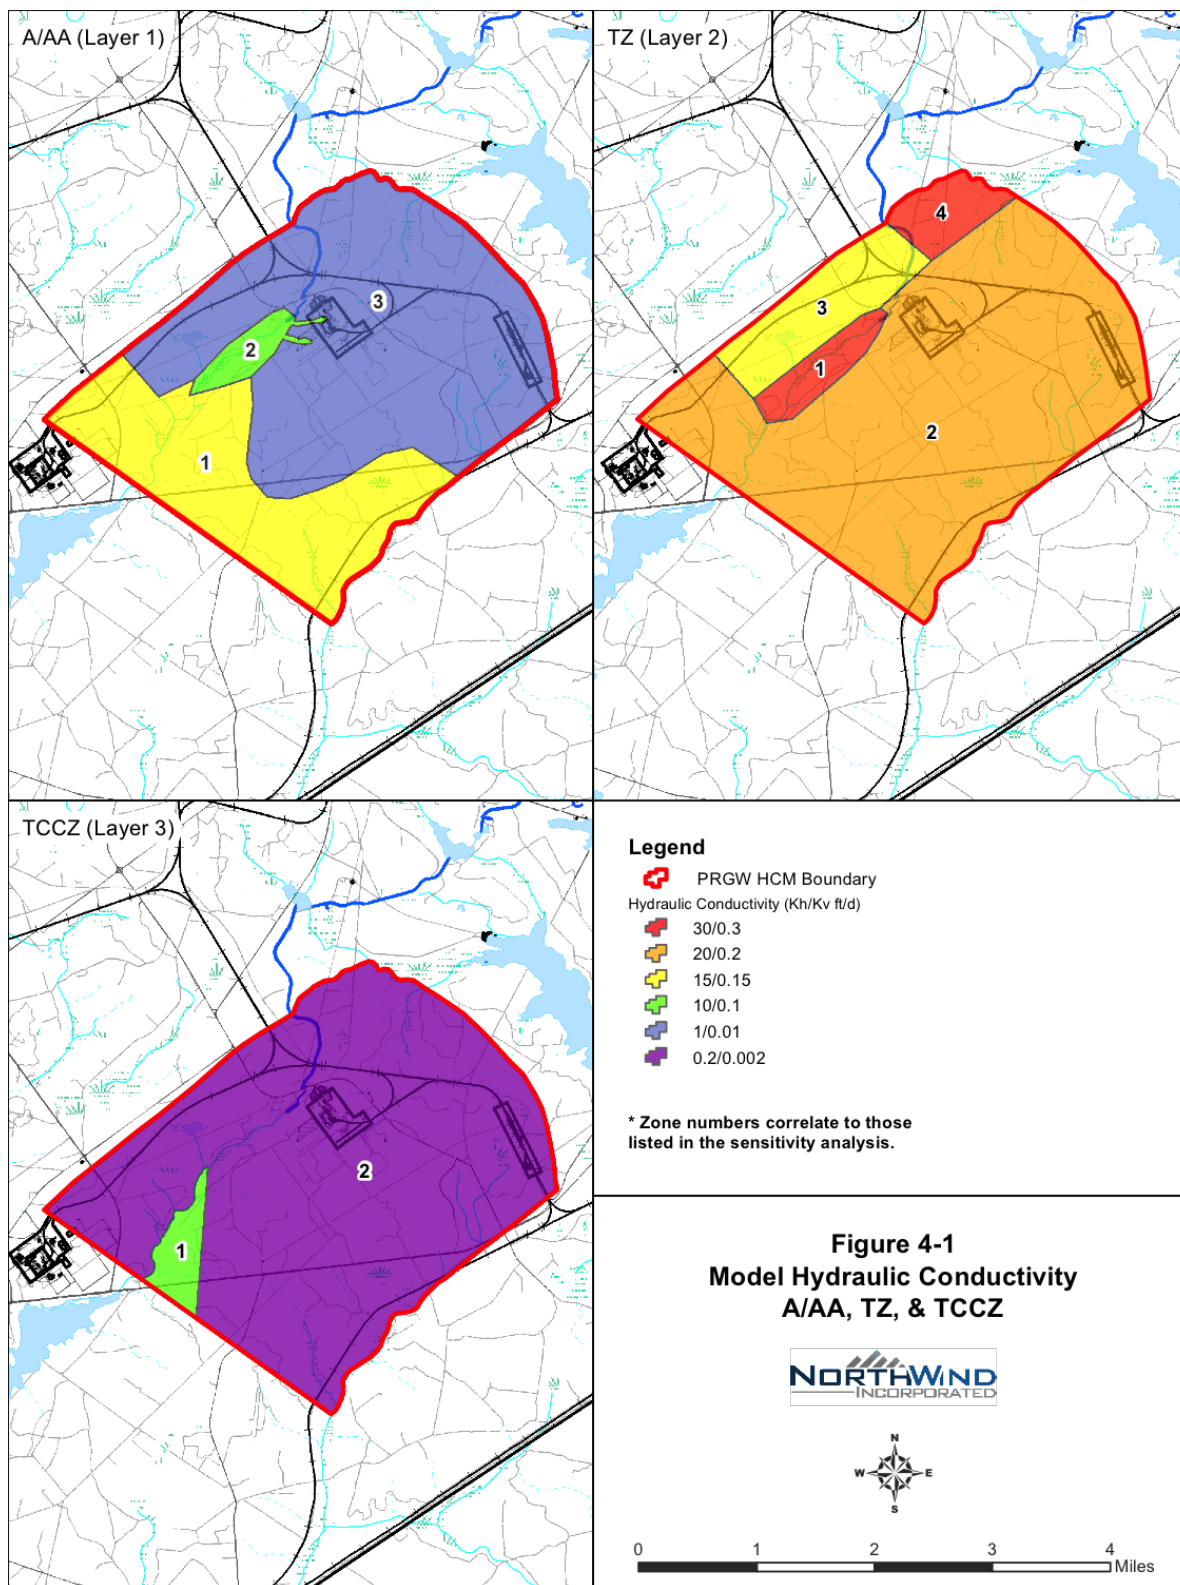 A/AA (Layer 1)
3
2
1
TZ (Layer 2)
4
3
1
2
TCCZ (Layer 3)
2
1
Legend
PRGW HCM Boundary
Hydraulic Conductivity (Kh/Kv ft/d)
30/0.3
20/0.2
15/0.15
10/0.1
1/0.01
0.2/0.002
* Zone numbers correlate to those
listed in the sensitivity analysis.
Figure 4-1
Model Hydraulic Conductivity
A/AA, TZ, & TCCZ
NORTHWIND
INCORPORATED
N
W E
S
0 1 2 3 4
Miles